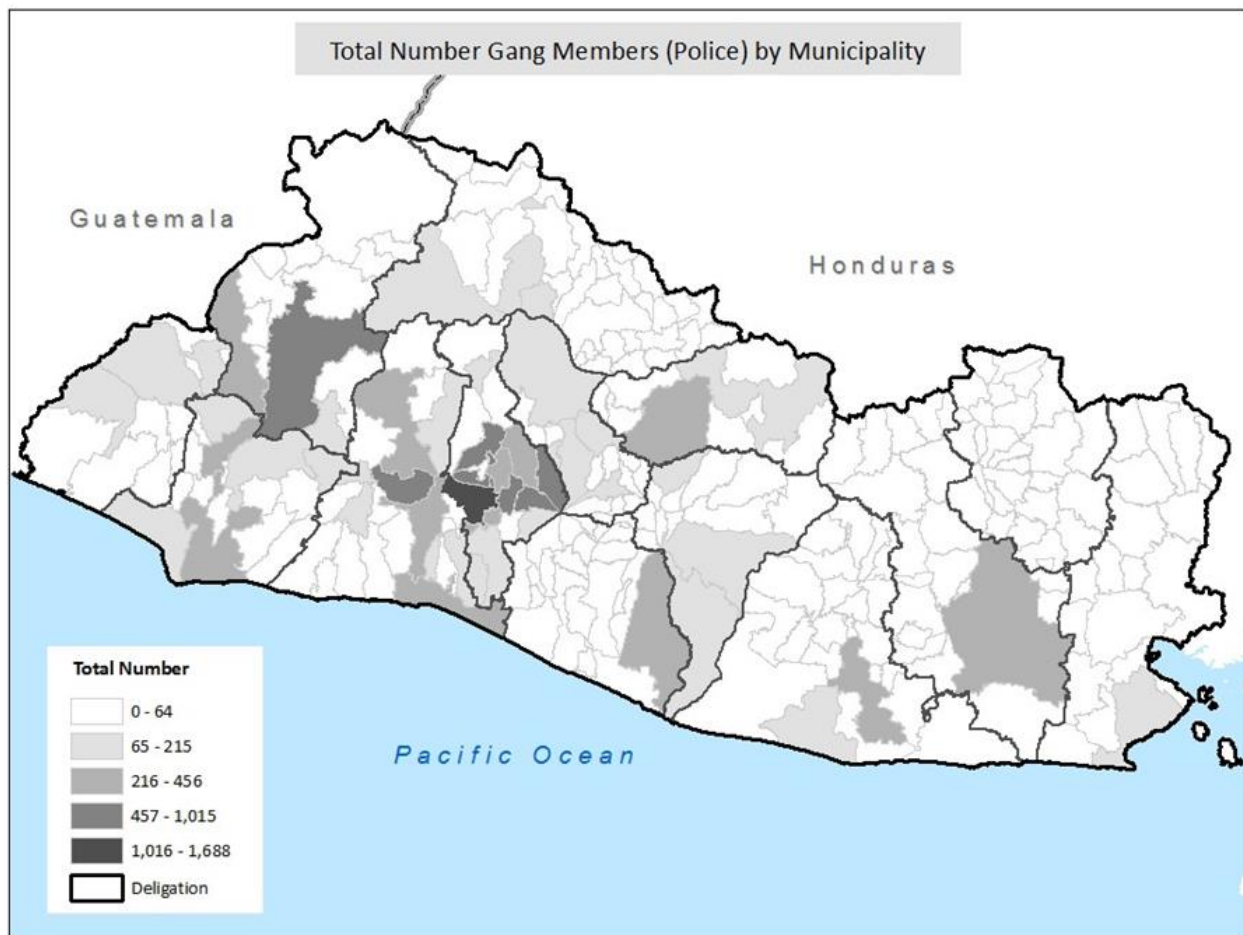 Total Number Gang Members (Police) by Municipality
Guatemala
Honduras
Pacific Ocean
Total Number
0 - 64
65 - 215
216 - 456
457 - 1,015
1,016 - 1,688
Deligation